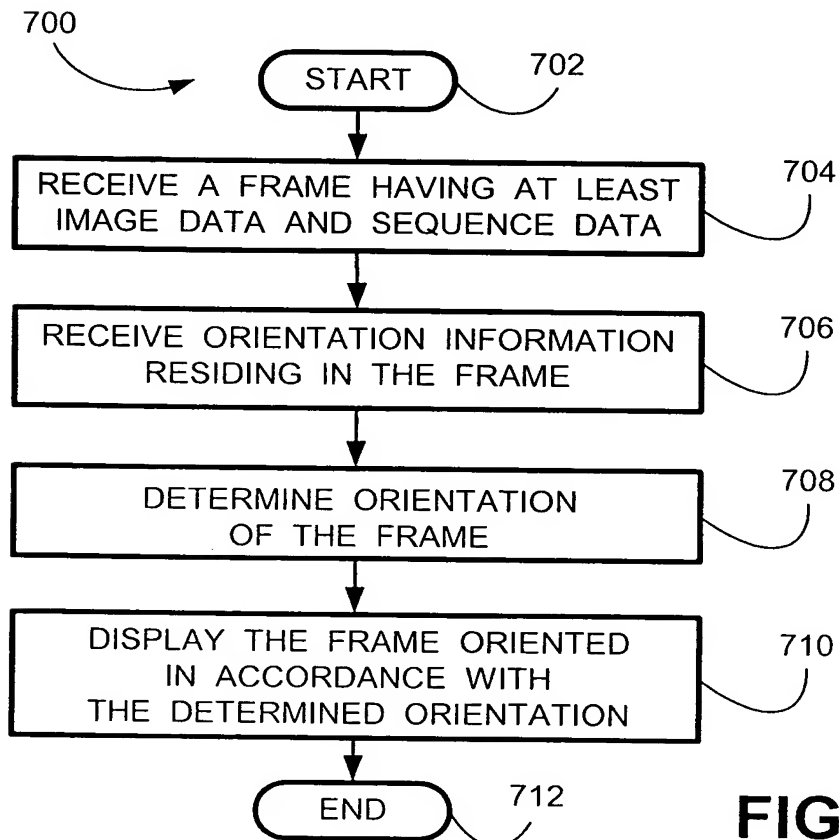 700
START
702
RECEIVE A FRAME HAVING AT LEAST
IMAGE DATA AND SEQUENCE DATA
704
RECEIVE ORIENTATION INFORMATION
RESIDING IN THE FRAME
706
DETERMINE ORIENTATION
OF THE FRAME
708
DISPLAY THE FRAME ORIENTED
IN ACCORDANCE WITH
THE DETERMINED ORIENTATION
710
END
712
FIG